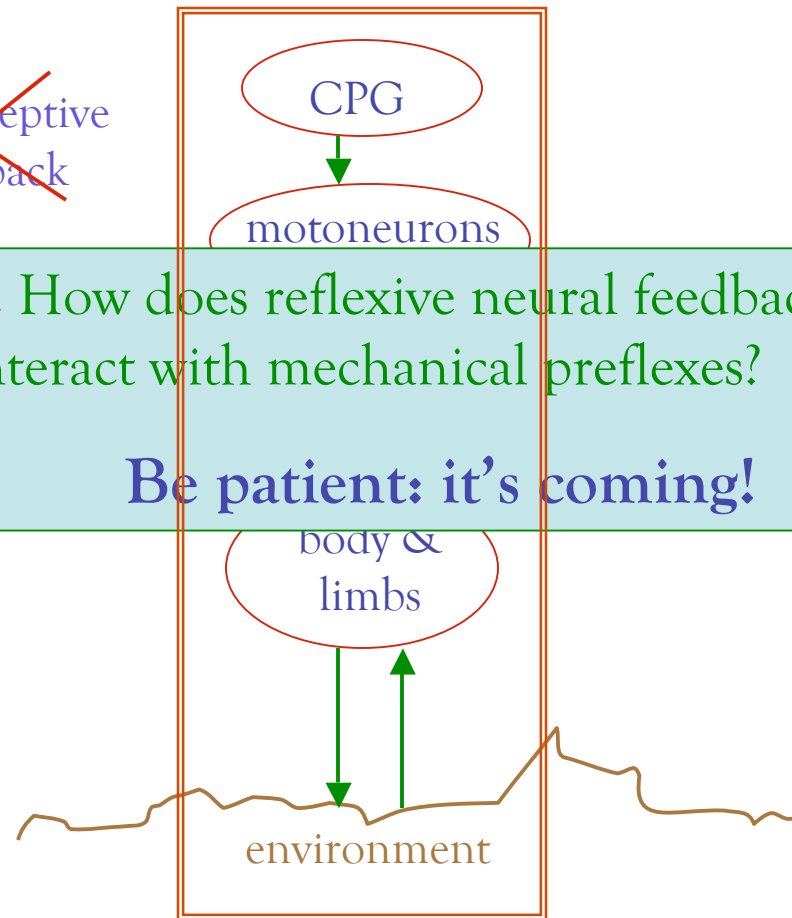 CPG
eptive
back
motoneurons
. How does reflexive neural feedbac
nteract with mechanical preflexes?
Be patient: it's coming!
body &
limbs
environment